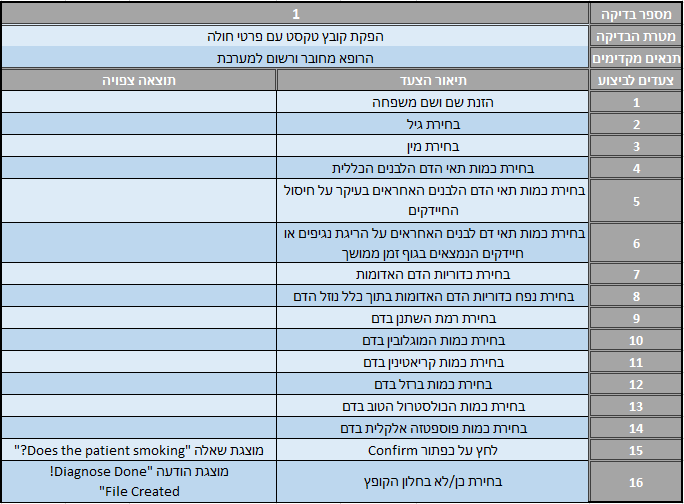 מספר בדיקה 1
מטרת הבדיקה הפקת קובץ טקסט עם פרטי חולה
תנאים מקדימים הרופא מחובר ורשום למערכת
צעדים לביצוע תיאור הצעד תוצאה צפויה
1 הזנת שם ושם משפחה
2 בחירת גיל
3 בחירת מין
4 בחירת כמות תאי הדם הלבנים הכללית
5 בחירת כמות תאי הדם הלבנים האחראים בעיקר על חיסול
החיידקים
6 בחירת כמות תאי דם לבנים האחראים על הריגת נגיפים או
חיידקים הנמצאים בגוף זמן ממושך
7 בחירת כדוריות הדם האדומות
8 בחירת נפח כדוריות הדם האדומות בתוך כלל נוזל הדם
9 בחירת רמת השתנן בדם
10 בחירת כמות המוגלובין בדם
11 בחירת כמות קריאטינין בדם
12 בחירת כמות ברזל בדם
13 בחירת כמות הכולסטרול הטוב בדם
14 בחירת כמות פוספטזה אלקלית בדם
15 לחץ על כפתור Confirm מוצגת שאלה "Does the patient smoking?"
16 בחירת כן/לא בחלון הקופץ מוצגת הודעה "Diagnose Done!
File Created"